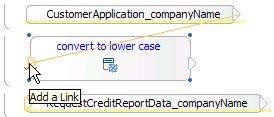 CustomerApplication_companyName
convert to lower case
Add a Link
RequestCreditReportData_companyName